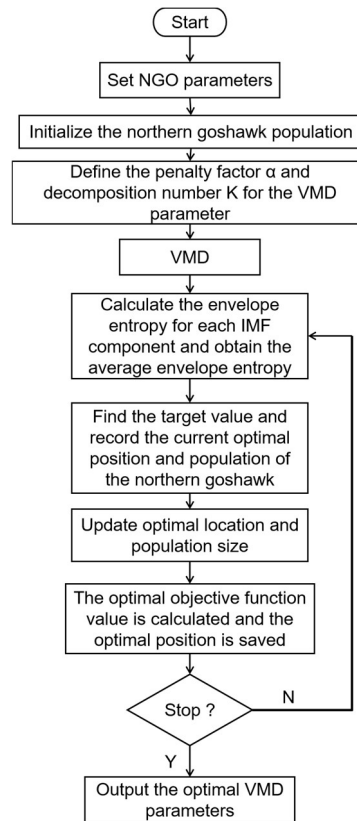 Start
Set NGO parameters
Initialize the northern goshawk population
Define the penalty factor α and
decomposition number K for the VMD
parameter
VMD
Calculate the envelope
entropy for each IMF
component and obtain the
average envelope entropy
Find the target value and
record the current optimal
position and population of
the northern goshawk
Update optimal location and
population size
The optimal objective function
value is calculated and the
optimal position is saved
Stop ?
N
Y
Output the optimal VMD
parameters